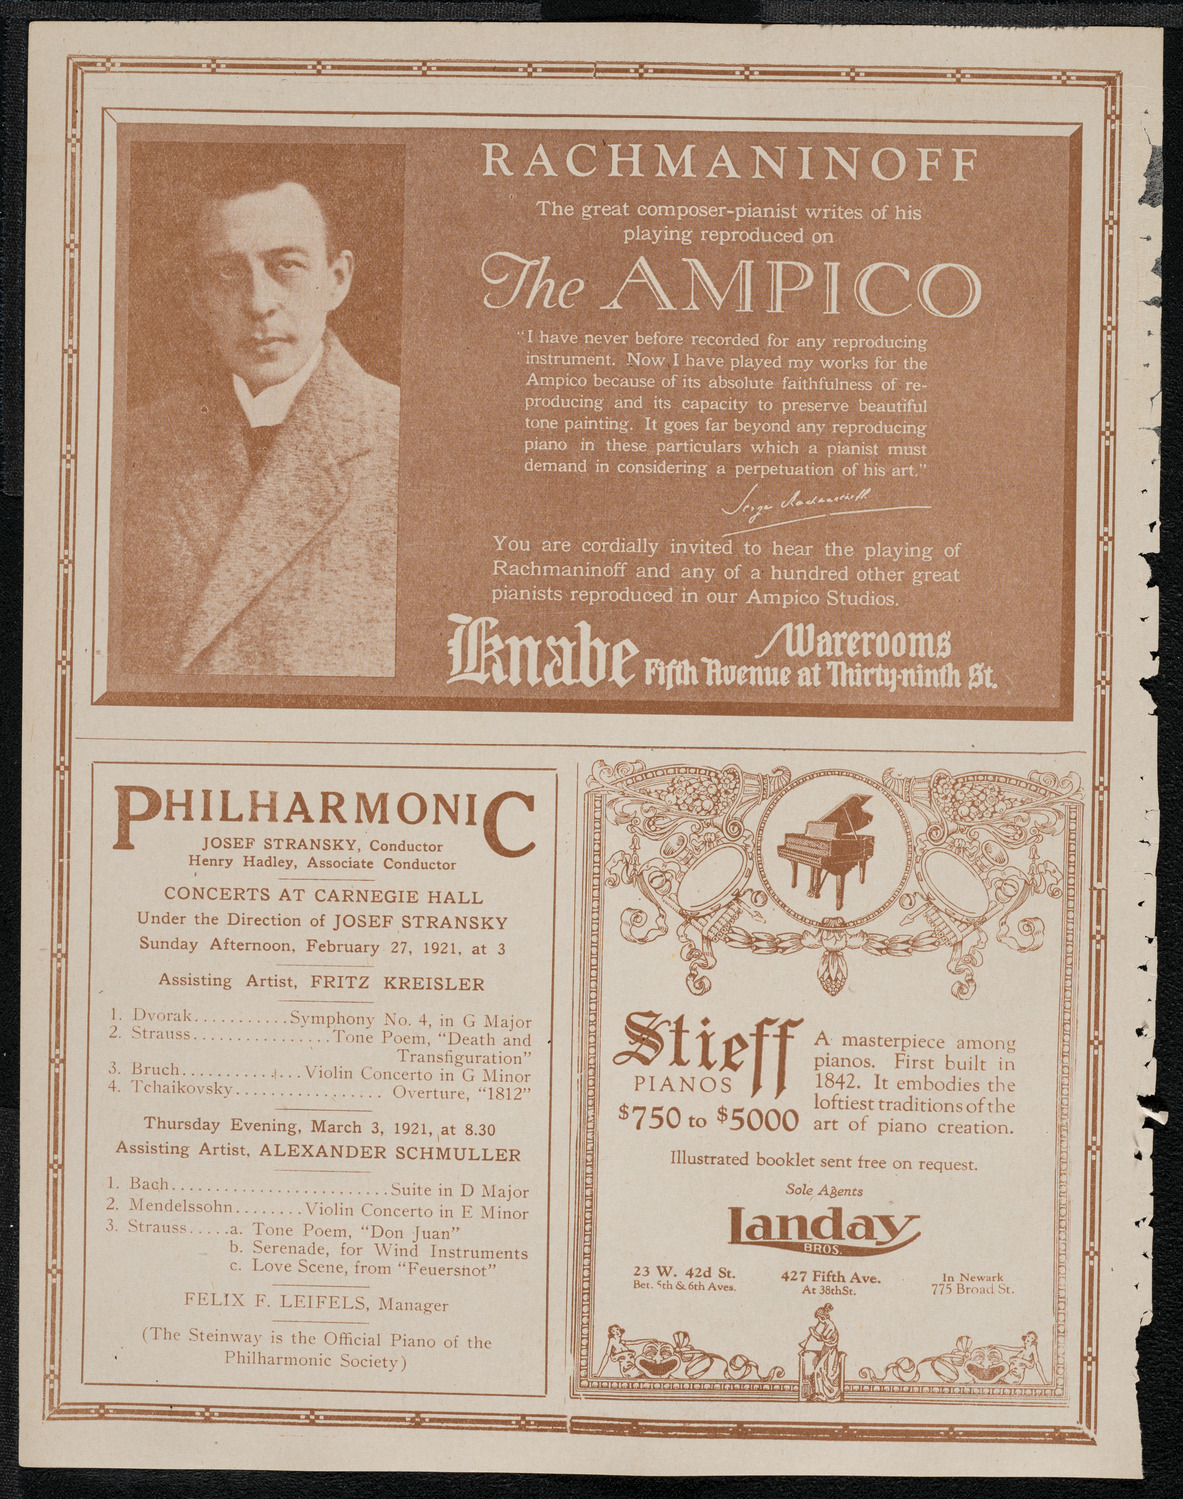 RACHMANINOFF
The great composer-pianist writes of his
playing reproduced on
The AMPICO
"I have never before recorded for any reproducing
instrument. Now I have played my works for the
Ampico because of its absolute faithfulness of re-
producing and its capacity to preserve beautiful
tone painting. It goes far beyond any reproducing
piano in these particulars which a pianist must
demand in considering a perpetuation of his art."
Serge Rachmaninoff
You are cordially invited to hear the playing of
Rachmaninoff and any of a hundred other great
pianists reproduced in our Ampico Studios.
Knabe Warerooms
Fifth Avenue at Thirty-ninth St.
PHILHARMONIC
JOSEF STRANSKY, Conductor
Henry Hadley, Associate Conductor
CONCERTS AT CARNEGIE HALL
Under the Direction of JOSEF STRANSKY
Sunday Afternoon, February 27, 1921, at 3
Assisting Artist, FRITZ KREISLER
1. Dvorak...........Symphony No. 4, in G Major
2. Strauss................Tone Poem, "Death and
Transfiguration"
3. Bruch..............Violin Concerto in G Minor
4. Tchaikovsky................. Overture, "1812"
Thursday Evening, March 3, 1921, at 8.30
Assisting Artist, ALEXANDER SCHMULLER
1. Bach.........................Suite in D Major
2. Mendelssohn........Violin Concerto in E Minor
3. Strauss.....a. Tone Poem, "Don Juan"
b. Serenade, for Wind Instruments
c. Love Scene, from "Feuersnot"
FELIX F. LEIFELS, Manager
(The Steinway is the Official Piano of the
Philharmonic Society)
Stieff
PIANOS
$750 to $5000
A masterpiece among
pianos. First built in
1842. It embodies the
loftiest traditions of the
art of piano creation.
Illustrated booklet sent free on request.
Sole Agents
Landay
BROS.
23 W. 42d St.
Bet. 5th & 6th Aves.
427 Fifth Ave.
At 38th St.
In Newark
775 Broad St.